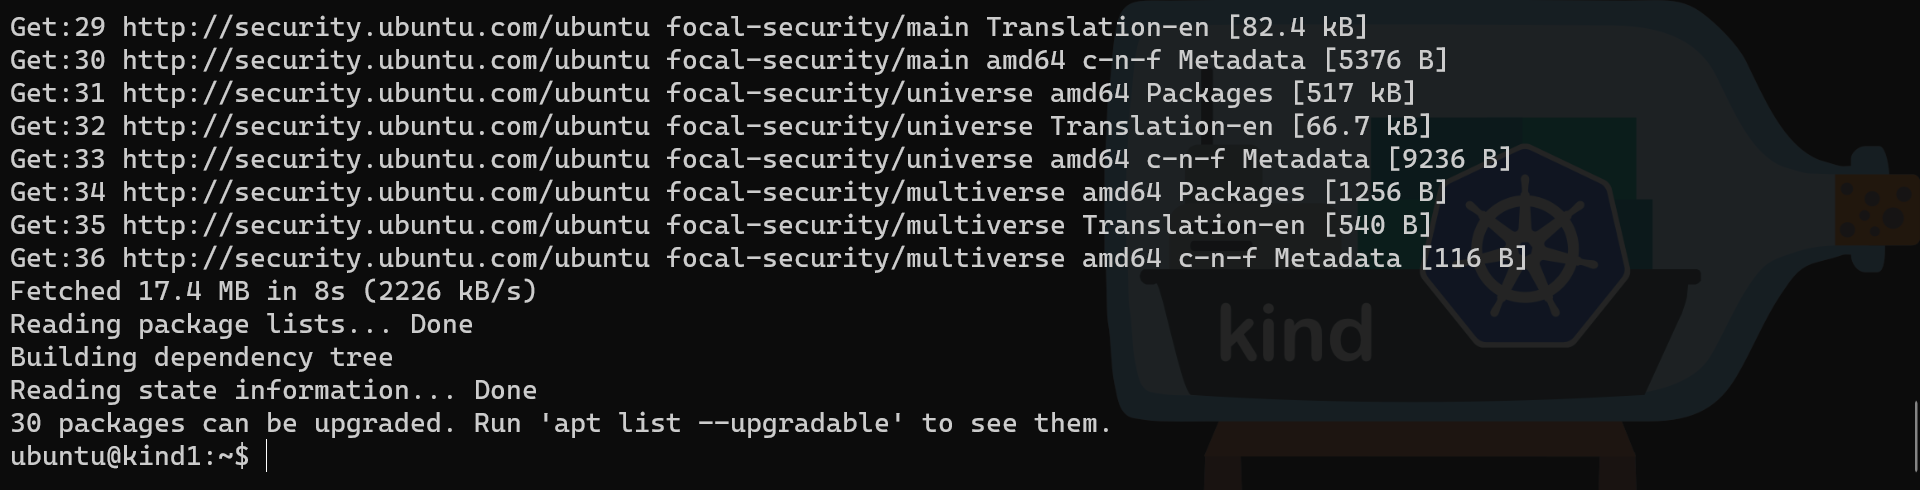 Get:29 http://security.ubuntu.com/ubuntu focal-security/main Translation-en [82.4 kB]
Get:30 http://security.ubuntu.com/ubuntu focal-security/main amd64 c-n-f Metadata [5376 B]
Get:31 http://security.ubuntu.com/ubuntu focal-security/universe amd64 Packages [517 kB]
Get:32 http://security.ubuntu.com/ubuntu focal-security/universe Translation-en [66.7 kB]
Get:33 http://security.ubuntu.com/ubuntu focal-security/universe amd64 c-n-f Metadata [9236 B]
Get:34 http://security.ubuntu.com/ubuntu focal-security/multiverse amd64 Packages [1256 B]
Get:35 http://security.ubuntu.com/ubuntu focal-security/multiverse Translation-en [540 B]
Get:36 http://security.ubuntu.com/ubuntu focal-security/multiverse amd64 c-n-f Metadata [116 B]
Fetched 17.4 MB in 8s (2226 kB/s)
Reading package lists... Done
kind
Building dependency tree
Reading state information... Done
30 packages can be upgraded. Run 'apt list --upgradable' to see them.
ubuntu@kind1:~$